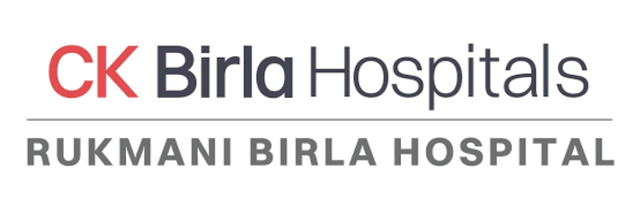 CK Birla Hospitals
RUKMANI BIRLA HOSPITAL